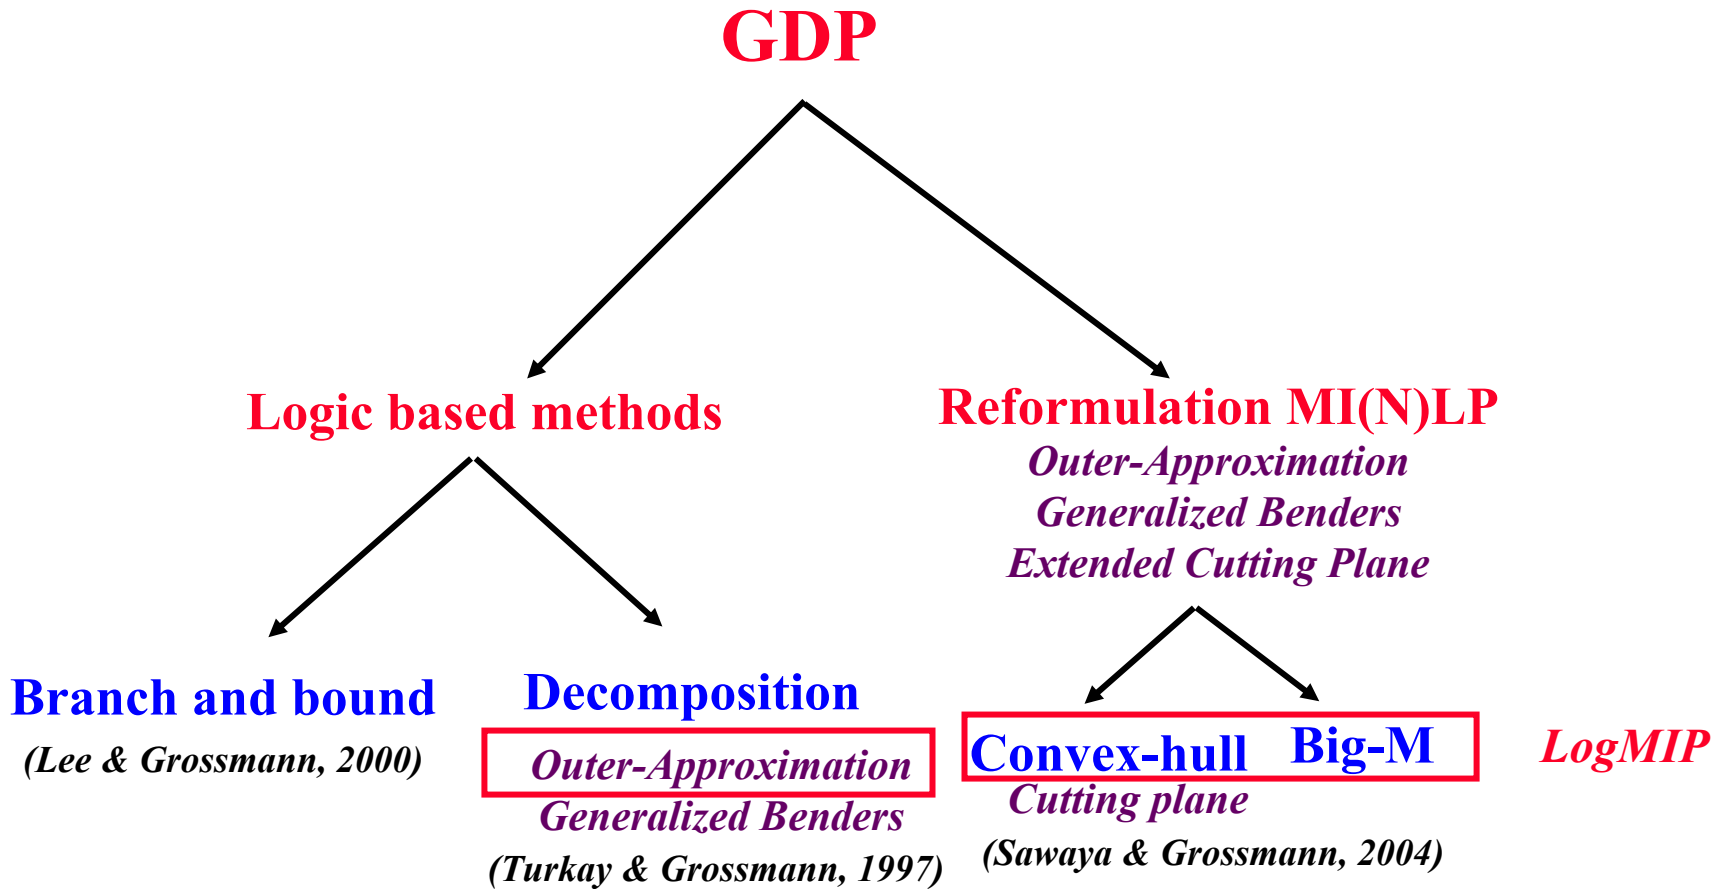 GDP
Logic based methods
Reformulation MI(N)LP
Outer-Approximation
Generalized Benders
Extended Cutting Plane
Branch and bound
(Lee & Grossmann, 2000)
Decomposition
Outer-Approximation
Generalized Benders
(Turkay & Grossmann, 1997)
Convex-hull
Big-M
Cutting plane
(Sawaya & Grossmann, 2004)
LogMIP